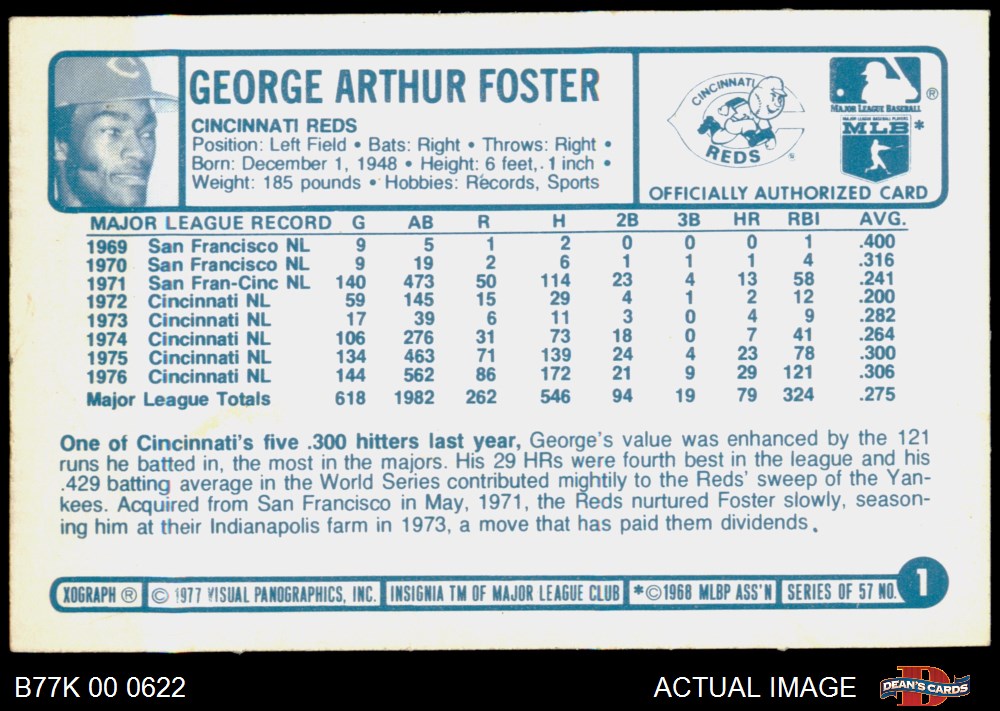 GEORGE ARTHUR FOSTER
CINCINNATI REDS
Position: Left Field • Bats: Right • Throws: Right •
Born: December 1, 1948 • Height: 6 feet, 1 inch •
Weight: 185 pounds • Hobbies: Records, Sports
C
CINCINNATI
REDS
®
MAJOR LEAGUE BASEBALL
®
MAJOR LEAGUE BASEBALL PLAYERS
MLB *
OFFICIALLY AUTHORIZED CARD
MAJOR LEAGUE RECORD G AB R H 2B 3B HR RBI AVG.
1969 San Francisco NL 9 5 1 2 0 0 0 1 .400
1970 San Francisco NL 9 19 2 6 1 1 1 4 .316
1971 San Fran-Cinc NL 140 473 50 114 23 4 13 58 .241
1972 Cincinnati NL 59 145 15 29 4 1 2 12 .200
1973 Cincinnati NL 17 39 6 11 3 0 4 9 .282
1974 Cincinnati NL 106 276 31 73 18 0 7 41 .264
1975 Cincinnati NL 134 463 71 139 24 4 23 78 .300
1976 Cincinnati NL 144 562 86 172 21 9 29 121 .306
Major League Totals 618 1982 262 546 94 19 79 324 .275
One of Cincinnati's five .300 hitters last year, George's value was enhanced by the 121
runs he batted in, the most in the majors. His 29 HRs were fourth best in the league and his
.429 batting average in the World Series contributed mightily to the Reds' sweep of the Yan-
kees. Acquired from San Francisco in May, 1971, the Reds nurtured Foster slowly, season-
ing him at their Indianapolis farm in 1973, a move that has paid them dividends.
XOGRAPH ® © 1977 VISUAL PANOGRAPHICS, INC. INSIGNIA TM OF MAJOR LEAGUE CLUB *©1968 MLBP ASS'N SERIES OF 57 NO. 1
B77K 00 0622 ACTUAL IMAGE DEAN'S CARDS